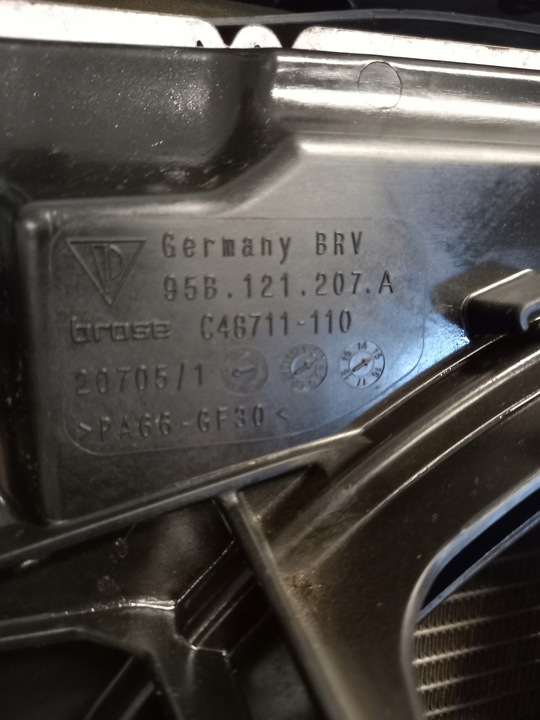 Germany BRV
95B.121.207.A
brose C46711-110
20705/1
>PA66-GF30<